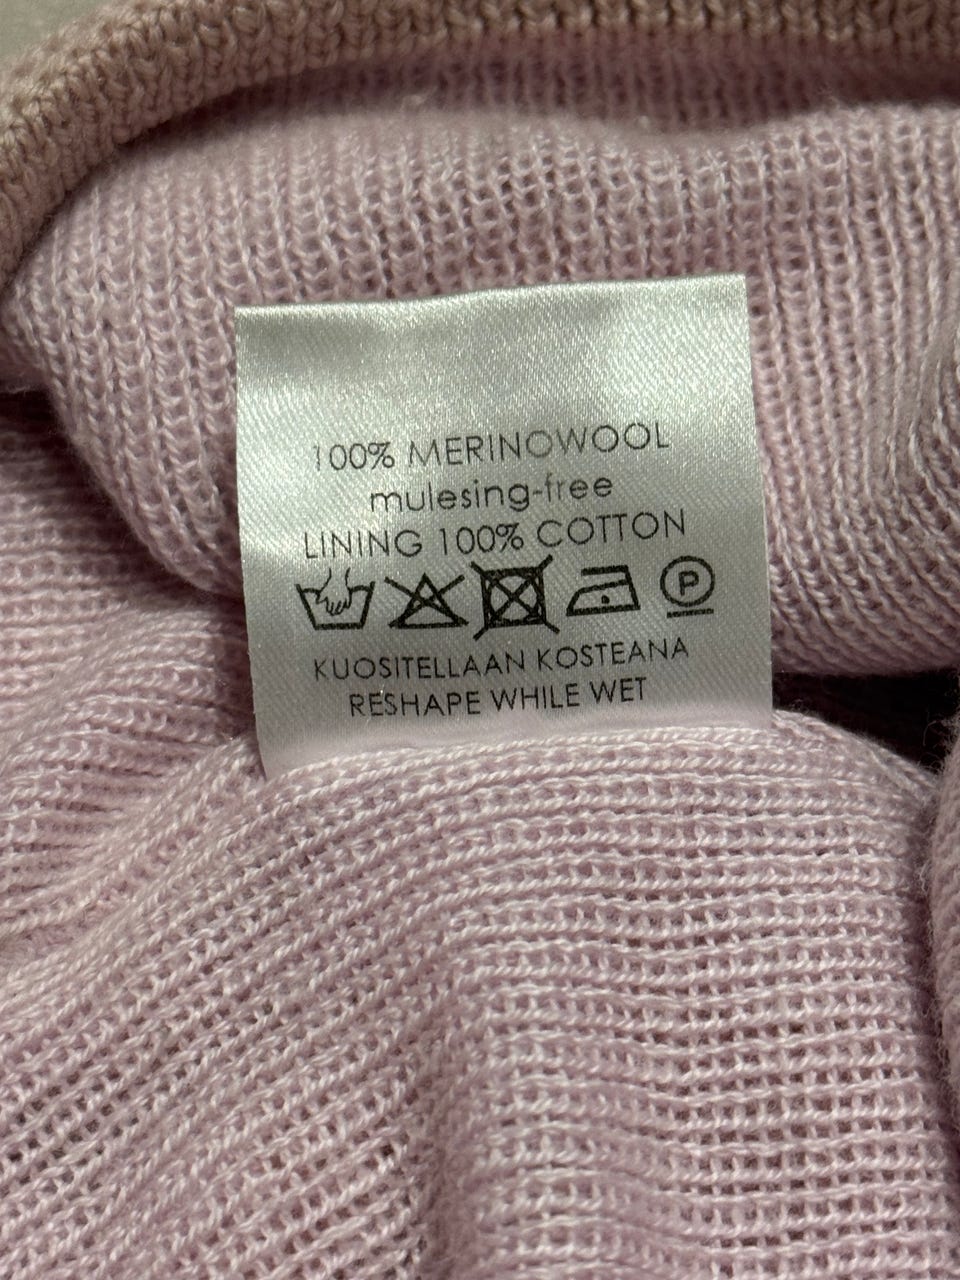 100% MERINOWOOL
mulesing-free
LINING 100% COTTON
P
KUOSITELLAAN KOSTEANA
RESHAPE WHILE WET